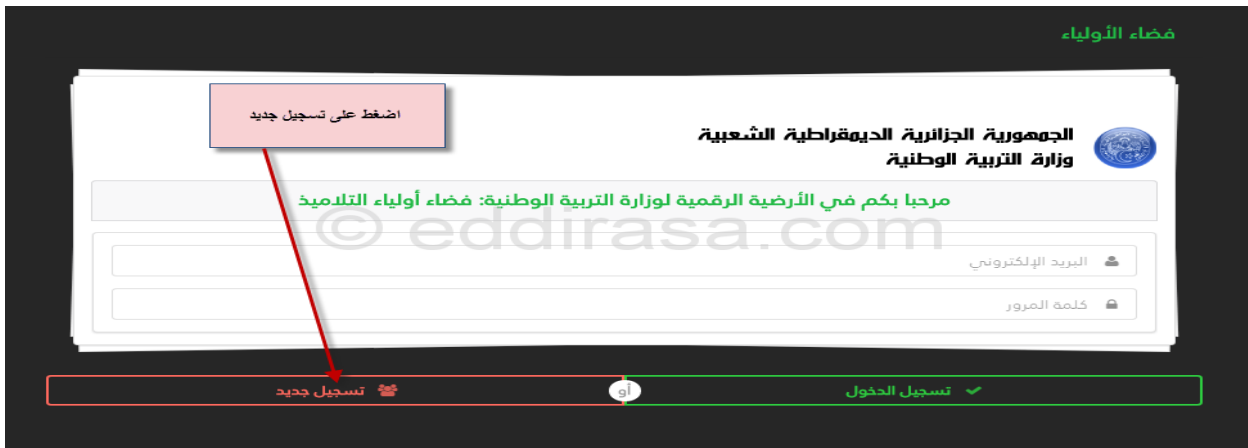 فضاء الأولياء
اضغط على تسجيل جديد
الجمهورية الجزائرية الديمقراطية الشعبية
وزارة التربية الوطنية
مرحبا بكم في الأرضية الرقمية لوزارة التربية الوطنية: فضاء أولياء التلاميذ
© eddirasa.com
البريد الإلكتروني
كلمة المرور
تسجيل الدخول
أو
تسجيل جديد